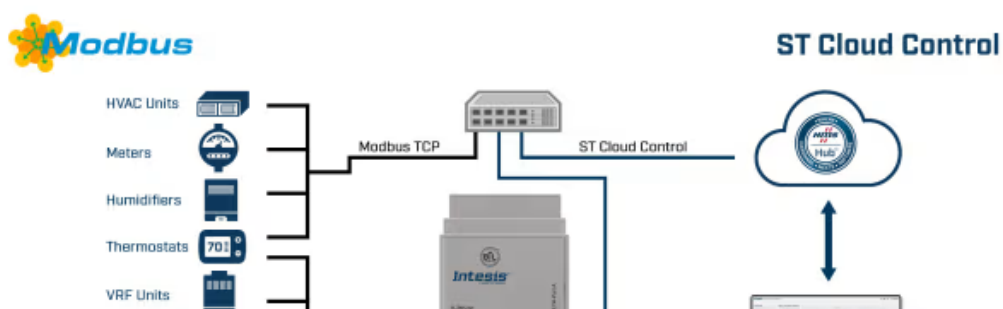 Modbus
ST Cloud Control
HVAC Units
Meters
Humidifiers
Thermostats
VRF Units
70
Modbus TCP
ST Cloud Control
HMS
Hub
Intesis